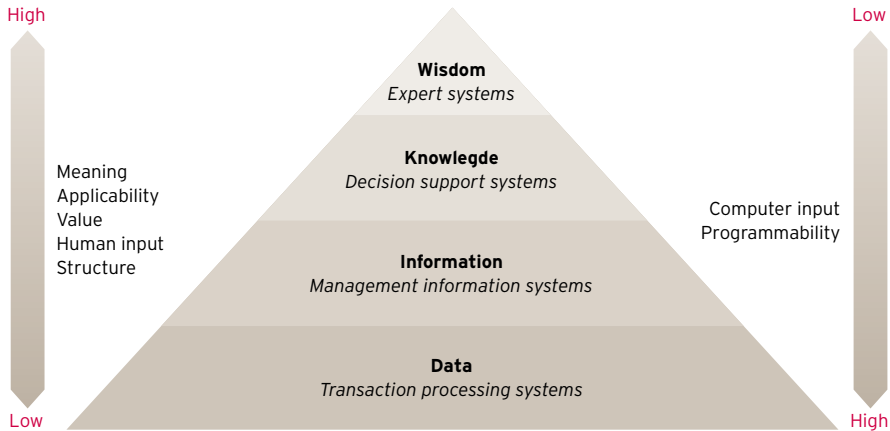 High
Low
Wisdom
Expert systems
Knowlegde
Decision support systems
Meaning
Applicability
Value
Human input
Structure
Computer input
Programmability
Information
Management information systems
Data
Transaction processing systems
Low
High